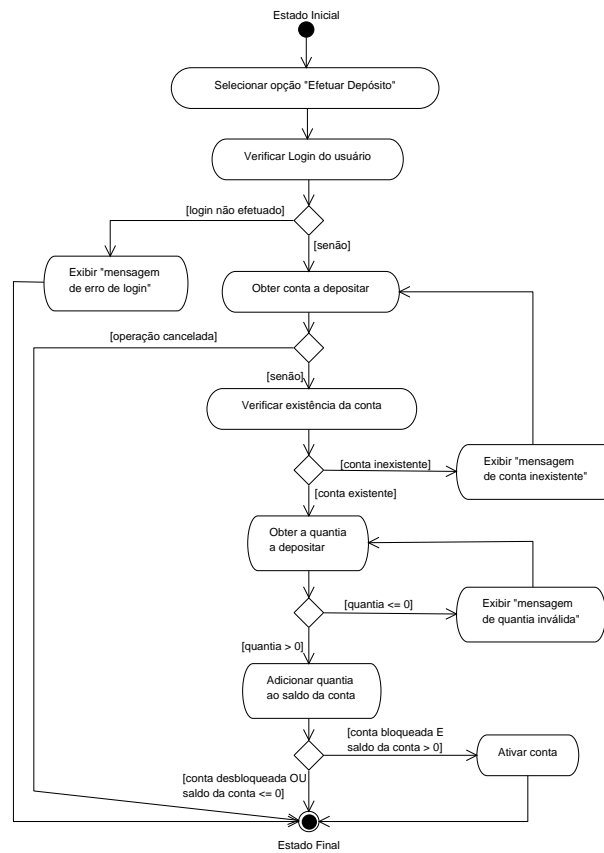 Estado Inicial
Selecionar opção "Efetuar Depósito"
Verificar Login do usuário
[login não efetuado]
[senão]
Exibir "mensagem
de erro de login"
Obter conta a depositar
[operação cancelada]
[senão]
Verificar existência da conta
[conta inexistente]
Exibir "mensagem
de conta inexistente"
[conta existente]
Obter a quantia
a depositar
[quantia <= 0]
Exibir "mensagem
de quantia inválida"
[quantia > 0]
Adicionar quantia
ao saldo da conta
[conta bloqueada E
saldo da conta > 0]
Ativar conta
[conta desbloqueada OU
saldo da conta <= 0]
Estado Final